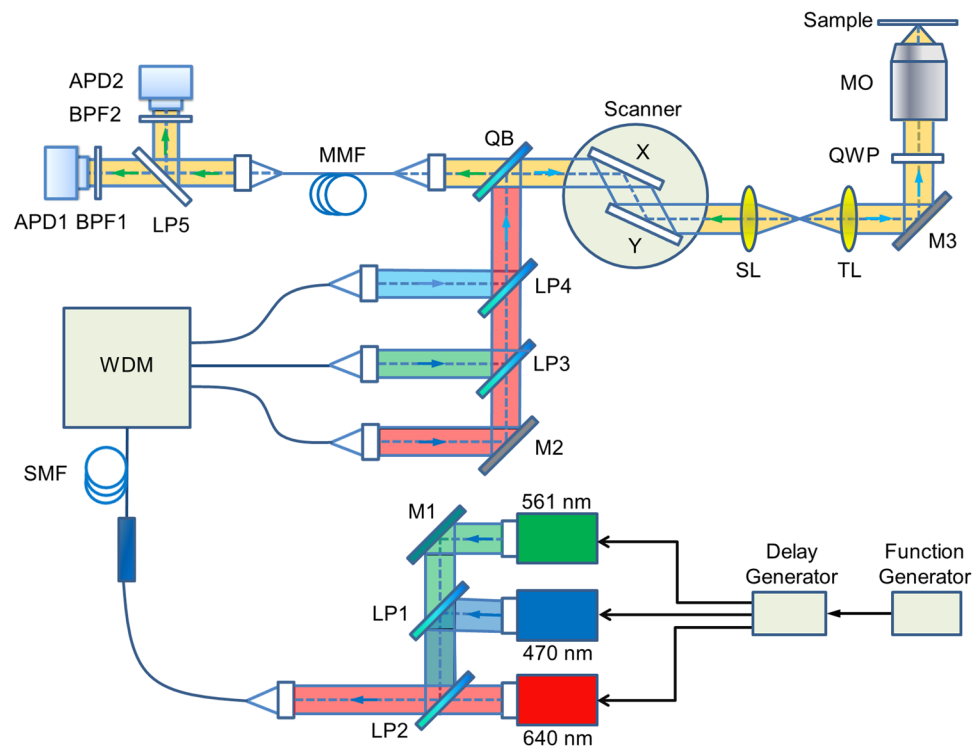 Sample
APD2
MO
BPF2
Scanner
QB
X
MMF
QWP
APD1 BPF1
LP5
Y
M3
SL
TL
LP4
WDM
LP3
M2
SMF
561 nm
M1
Delay
Generator
Function
Generator
LP1
470 nm
LP2
640 nm